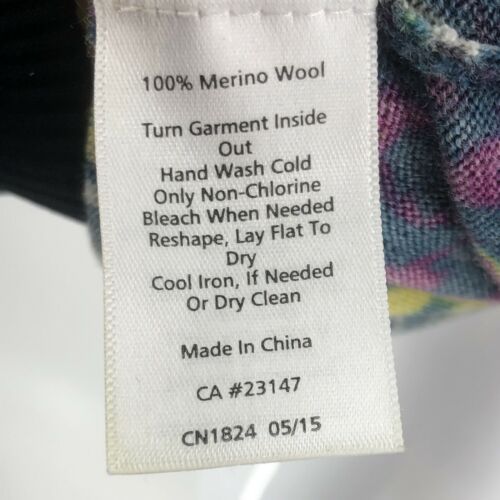 100% Merino Wool
Turn Garment Inside
Out
Hand Wash Cold
Only Non-Chlorine
Bleach When Needed
Reshape, Lay Flat To
Dry
Cool Iron, If Needed
Or Dry Clean
Made In China
CA #23147
CN1824 05/15